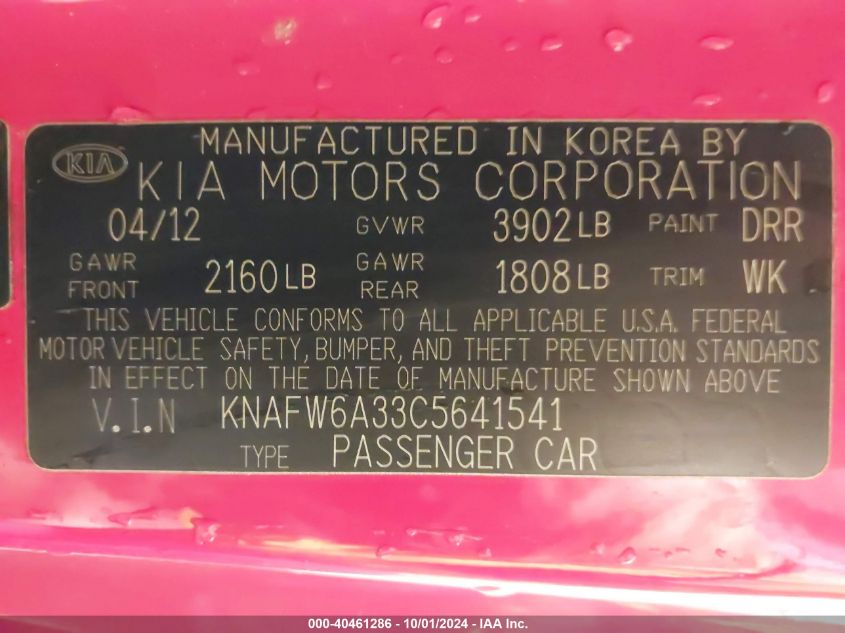 MANUFACTURED IN KOREA BY
KIA KIA MOTORS CORPORATION
04/12 GVWR 3902LB PAINT DRR
GAWR FRONT 2160LB GAWR REAR 1808LB TRIM WK
THIS VEHICLE CONFORMS TO ALL APPLICABLE U.S.A. FEDERAL
MOTOR VEHICLE SAFETY, BUMPER, AND THEFT PREVENTION STANDARDS
IN EFFECT ON THE DATE OF MANUFACTURE SHOWN ABOVE
V.I.N KNAFW6A33C5641541
TYPE PASSENGER CAR
000-40461286 - 10/01/2024 - IAA Inc.